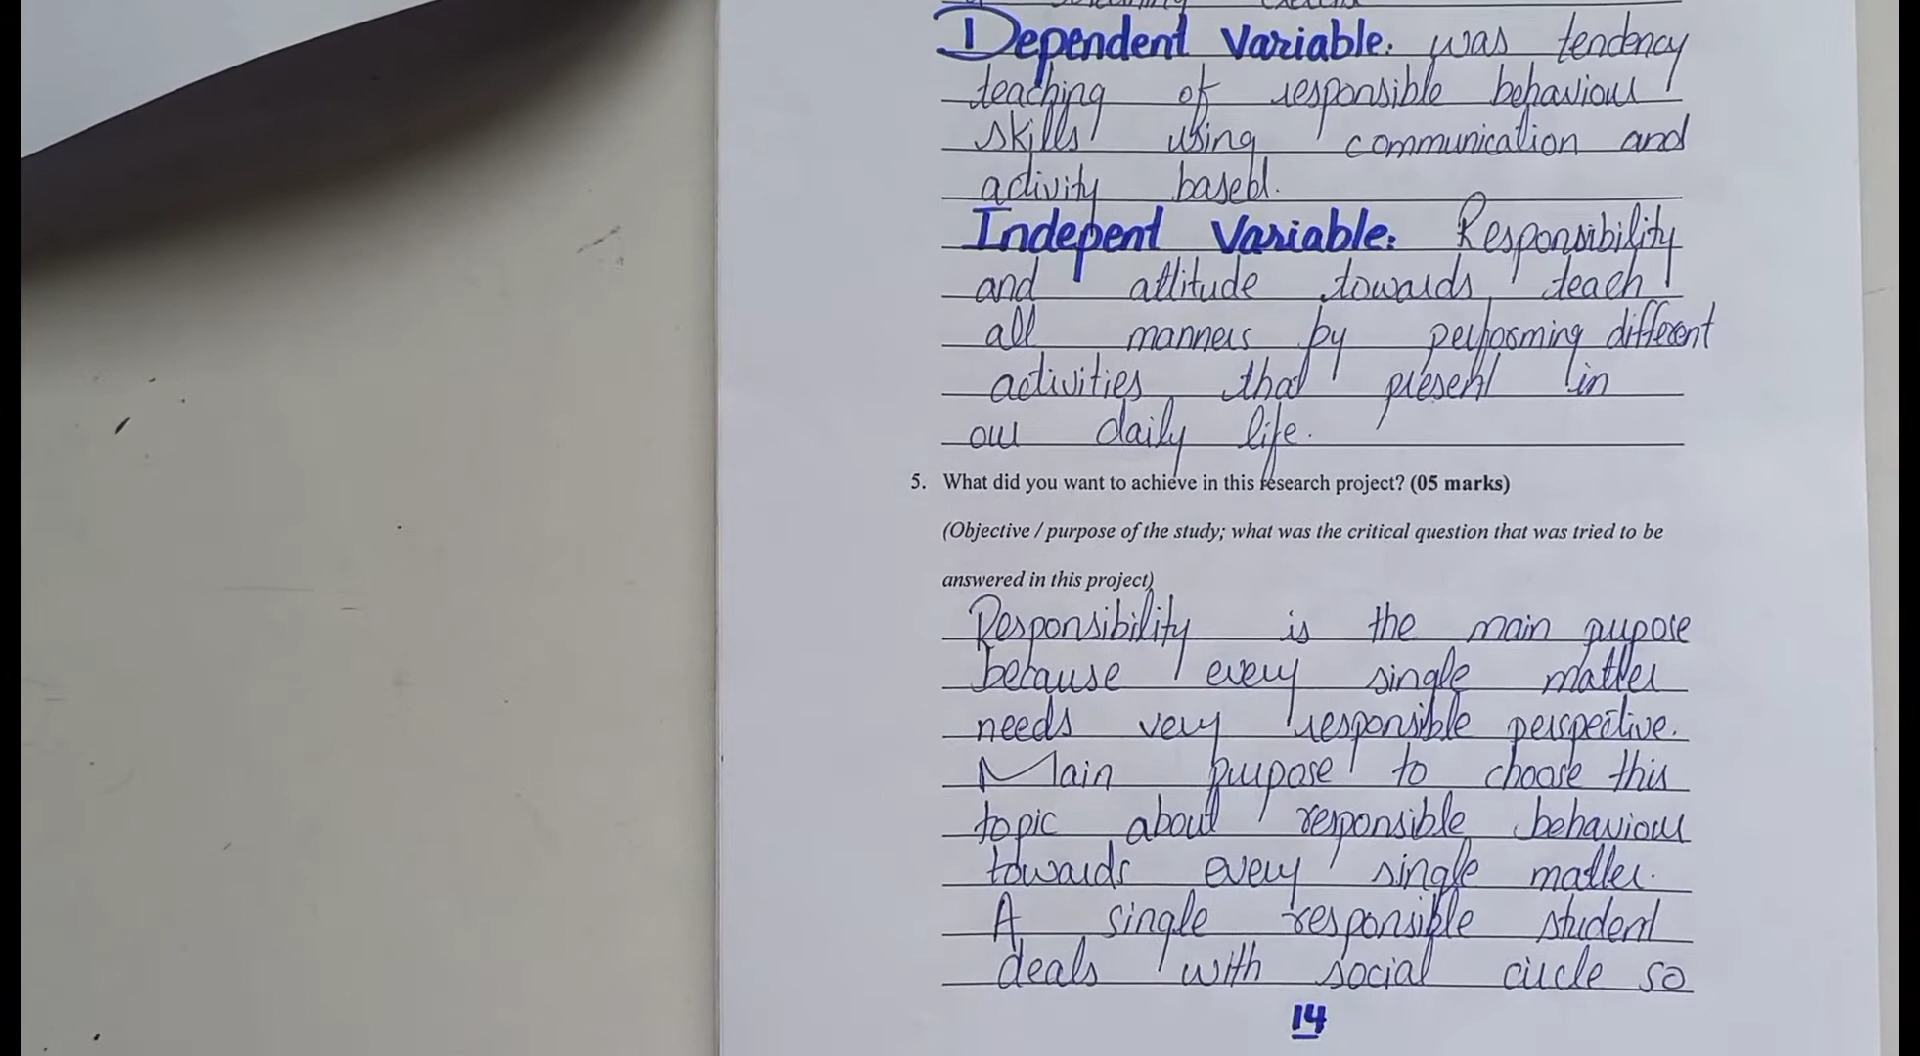 Dependent Variable: was tendency
teaching of responsible behaviour
skills using communication and
activity based.
Indepent Variable: Responsibility
and attitude towards teach
all manners by performing different
activities that present in
our daily life.
5. What did you want to achieve in this research project? (05 marks)
(Objective / purpose of the study; what was the critical question that was tried to be
answered in this project)
Responsibility is the main pupose
because every single matter
needs very responsible perspective.
Main purpose to choose this
topic about responsible behaviour
towards every single matter.
A single responsible student
deals with social circle so
14